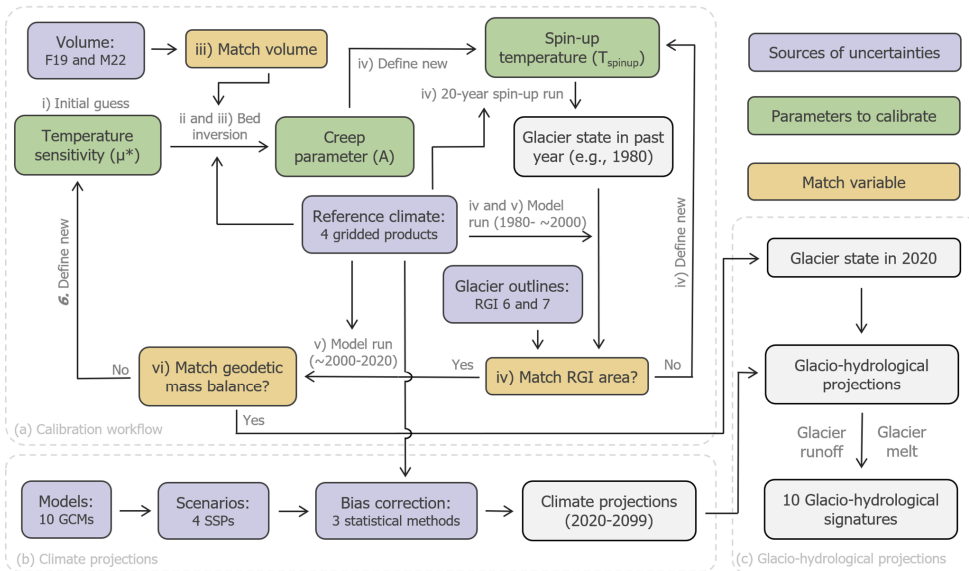 Volume:
F19 and M22
iii) Match volume
iv) Define new
Spin-up
temperature (Tspinup)
Sources of uncertainties
i) Initial guess
ii and iii) Bed
inversion
iv) 20-year spin-up run
Temperature
sensitivity (μ*)
Creep
parameter (A)
Glacier state in past
year (e.g., 1980)
Parameters to calibrate
Match variable
6. Define new
Reference climate:
4 gridded products
iv and v) Model
run (1980- ~2000)
iv) Define new
Glacier outlines:
RGI 6 and 7
v) Model run
(~2000-2020)
No
vi) Match geodetic
mass balance?
Yes
iv) Match RGI area?
No
Yes
(a) Calibration workflow
Glacier state in 2020
Glacio-hydrological
projections
Glacier
runoff
Glacier
melt
10 Glacio-hydrological
signatures
(c) Glacio-hydrological projections
Models:
10 GCMs
Scenarios:
4 SSPs
Bias correction:
3 statistical methods
Climate projections
(2020-2099)
(b) Climate projections